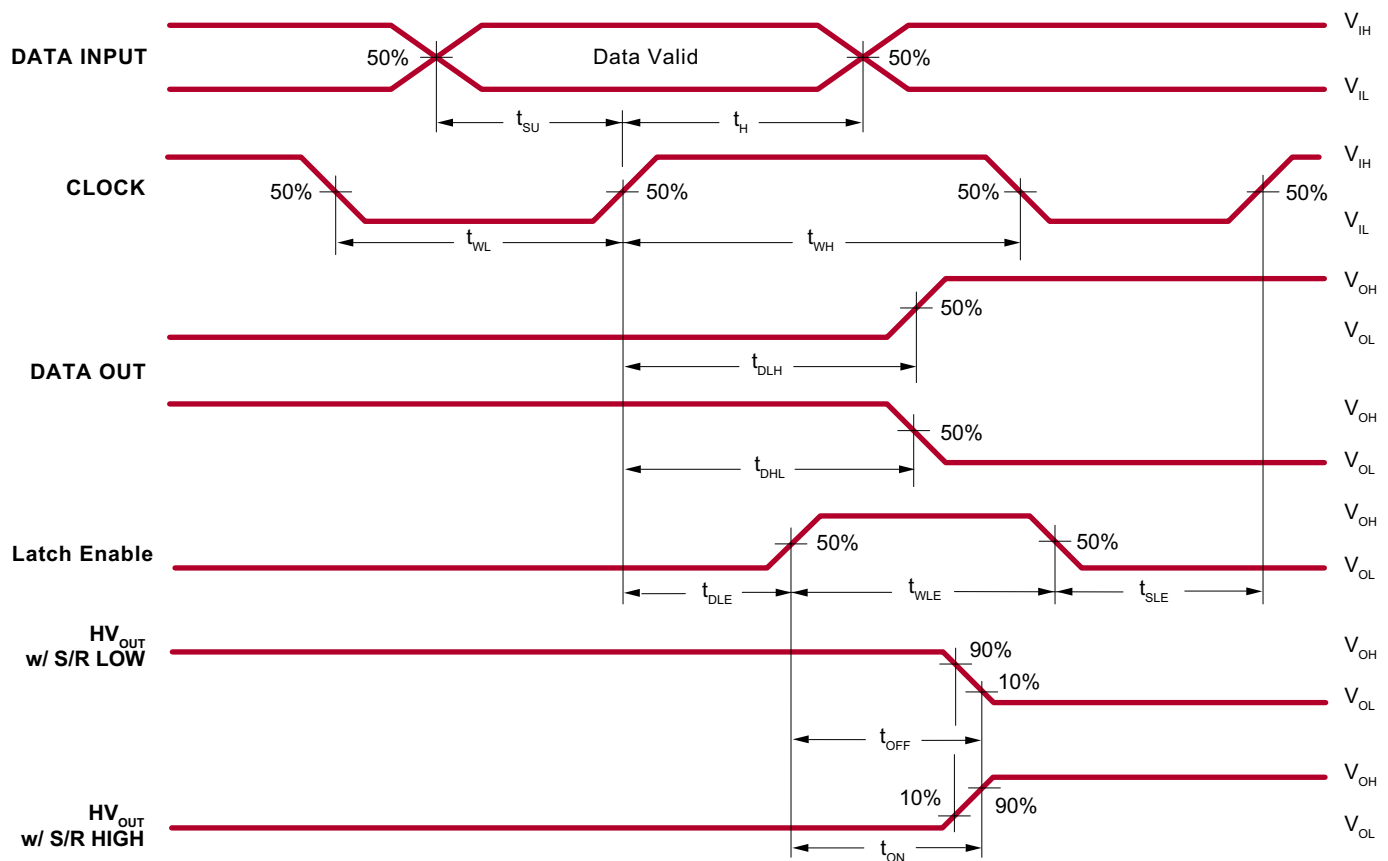 V_IH
DATA INPUT 50% Data Valid 50%
V_IL
t_SU t_H
V_IH
CLOCK 50% 50% 50% 50%
V_IL
t_WL t_WH
V_OH
50%
V_OL
DATA OUT
t_DLH
V_OH
50%
t_DHL V_OL
V_OH
Latch Enable 50% 50%
V_OL
t_DLE t_WLE t_SLE
HV_OUT
w/ S/R LOW
90% V_OH
10% V_OL
t_OFF
V_OH
HV_OUT
w/ S/R HIGH
10% 90%
V_OL
t_ON